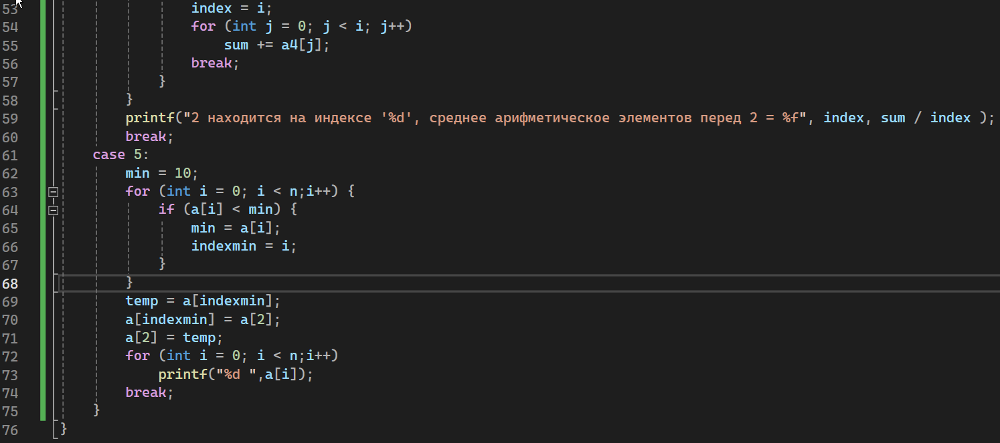 53 index = i;
54 for (int j = 0; j < i; j++)
55 sum += a4[j];
56 break;
57 }
58 }
59 printf("2 находится на индексе '%d', среднее арифметическое элементов перед 2 = %f", index, sum / index );
60 break;
61 case 5:
62 min = 10;
63 for (int i = 0; i < n;i++) {
64 if (a[i] < min) {
65 min = a[i];
66 indexmin = i;
67 }
68 }
69 temp = a[indexmin];
70 a[indexmin] = a[2];
71 a[2] = temp;
72 for (int i = 0; i < n;i++)
73 printf("%d ",a[i]);
74 break;
75 }
76 }